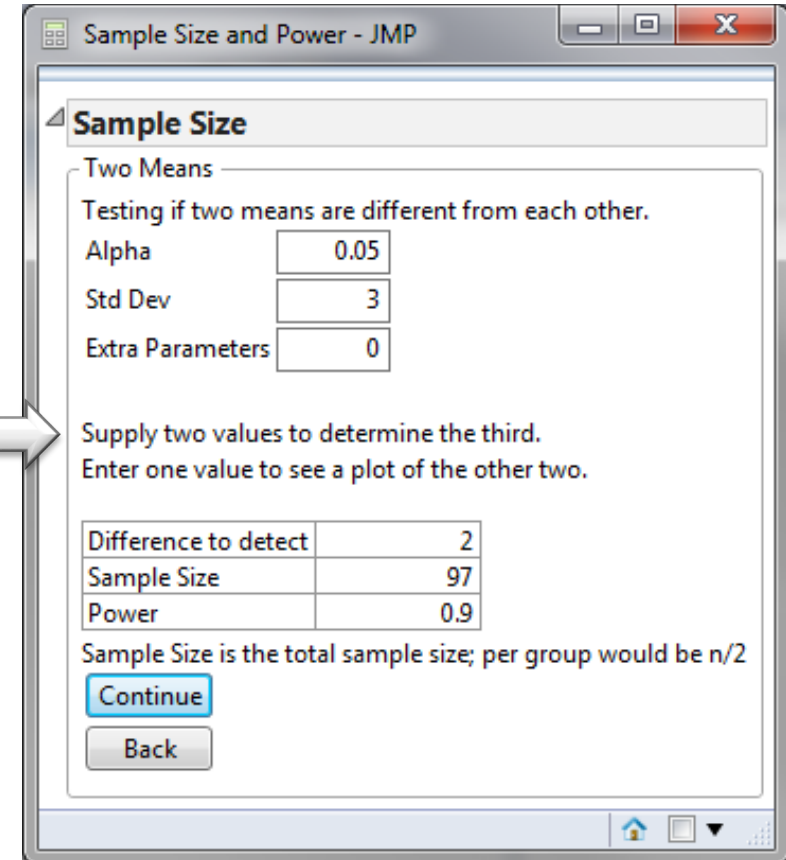 Sample Size and Power - JMP
Sample Size
Two Means
Testing if two means are different from each other.
Alpha 0.05
Std Dev 3
Extra Parameters 0
Supply two values to determine the third.
Enter one value to see a plot of the other two.
Difference to detect 2
Sample Size 97
Power 0.9
Sample Size is the total sample size; per group would be n/2
Continue
Back